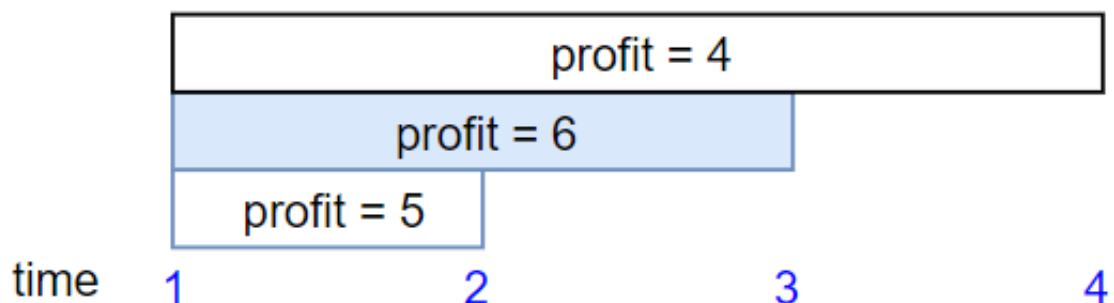 profit = 4
profit = 6
profit = 5
time 1 2 3 4